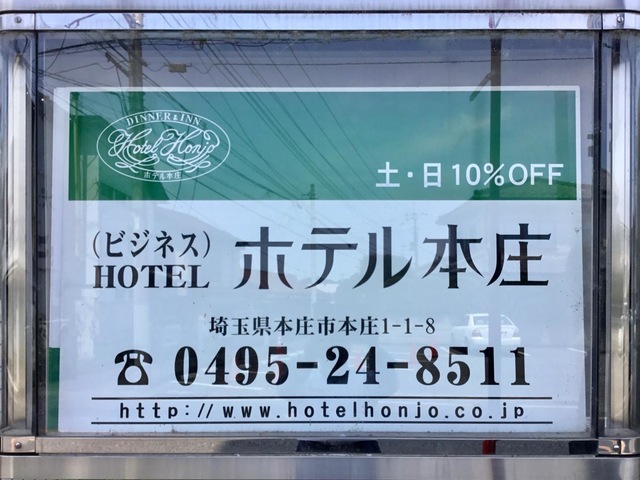 DINNER & INN
Hotel Honjo
ホテル本庄
土・日10%OFF
(ビジネス)
HOTEL ホテル本庄
埼玉県本庄市本庄1-1-8
☎ 0495-24-8511
http://www.hotelhonjo.co.jp